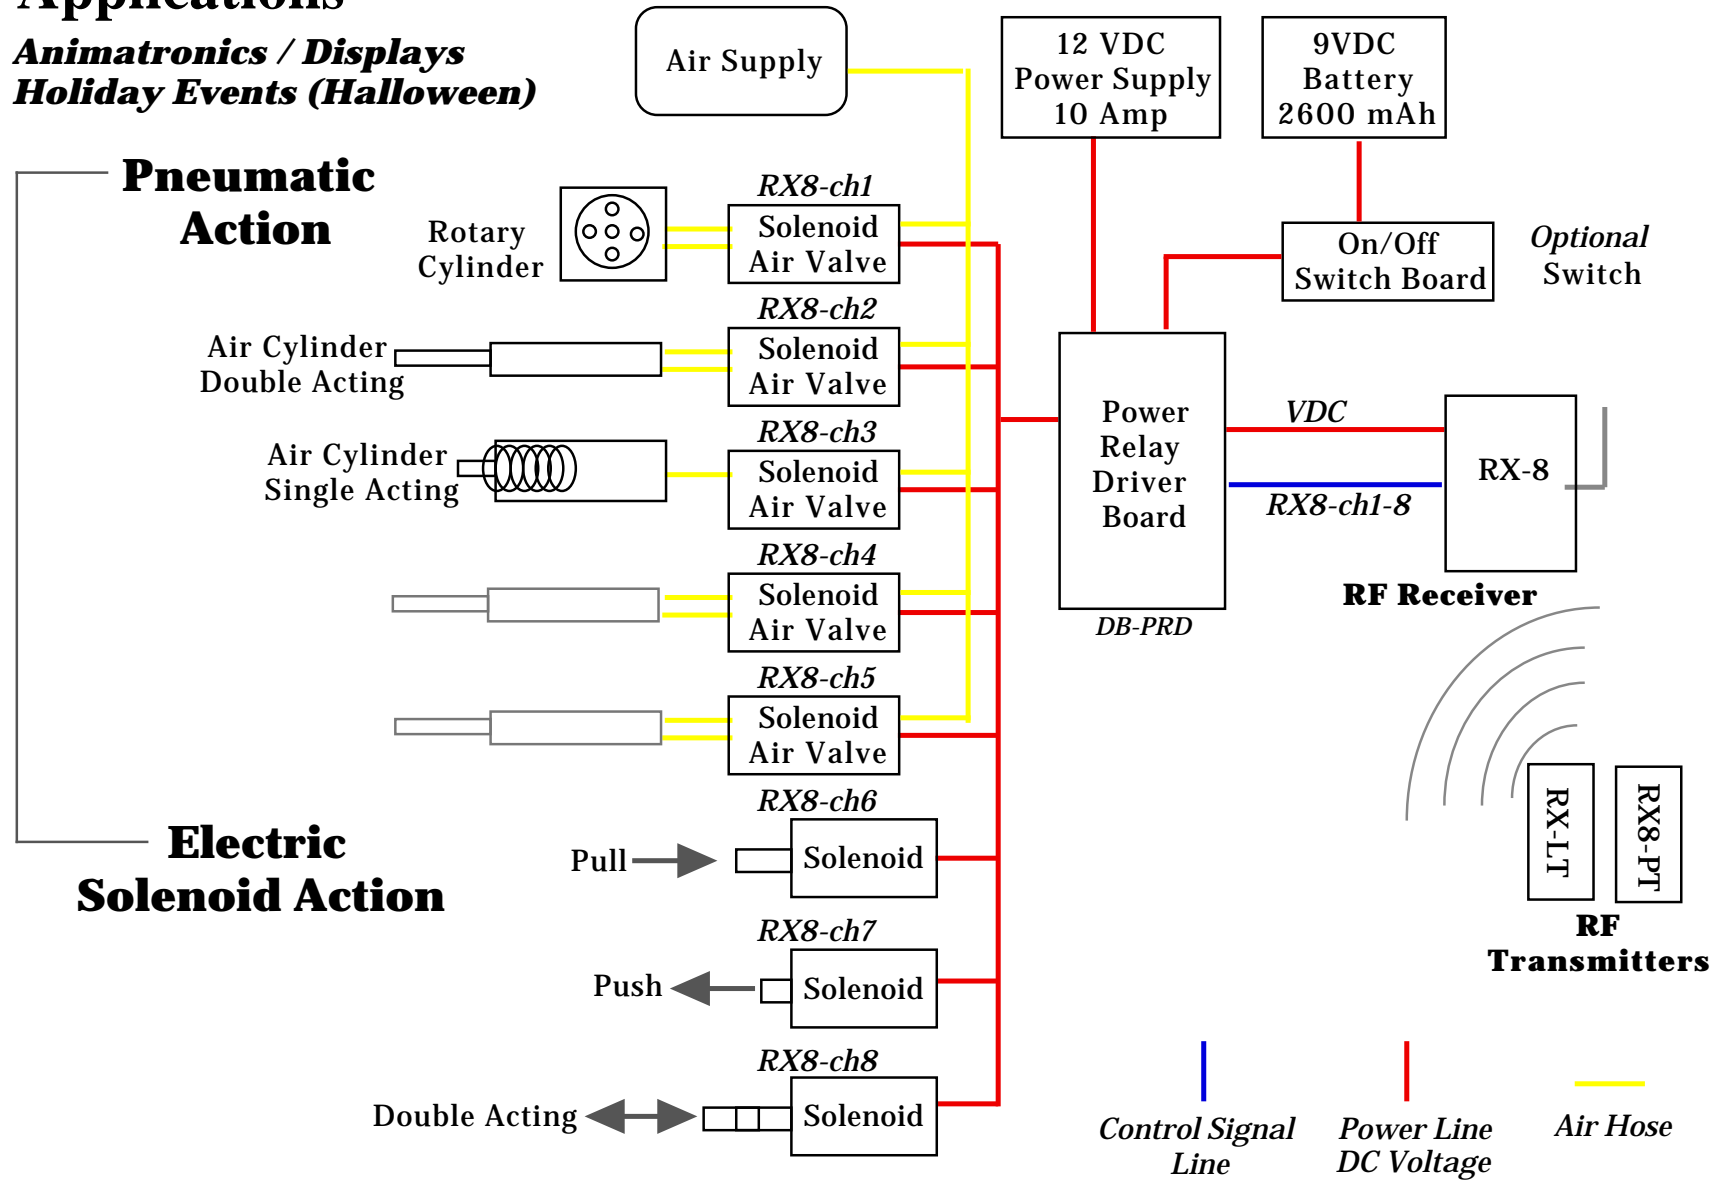 Applications
Animatronics / Displays
Holiday Events (Halloween)
Air Supply
12 VDC
Power Supply
10 Amp
9VDC
Battery
2600 mAh
Pneumatic
Action
Rotary
Cylinder
RX8-ch1
Solenoid
Air Valve
On/Off
Switch Board
Optional
Switch
Air Cylinder
Double Acting
RX8-ch2
Solenoid
Air Valve
Air Cylinder
Single Acting
RX8-ch3
Solenoid
Air Valve
Power
Relay
Driver
Board
DB-PRD
VDC
RX8-ch1-8
RX-8
RF Receiver
RX8-ch4
Solenoid
Air Valve
RX8-ch5
Solenoid
Air Valve
Electric
Solenoid Action
RX8-ch6
Pull
Solenoid
RX-LT
RX8-PT
RF
Transmitters
RX8-ch7
Push
Solenoid
RX8-ch8
Double Acting
Solenoid
Control Signal
Line
Power Line
DC Voltage
Air Hose